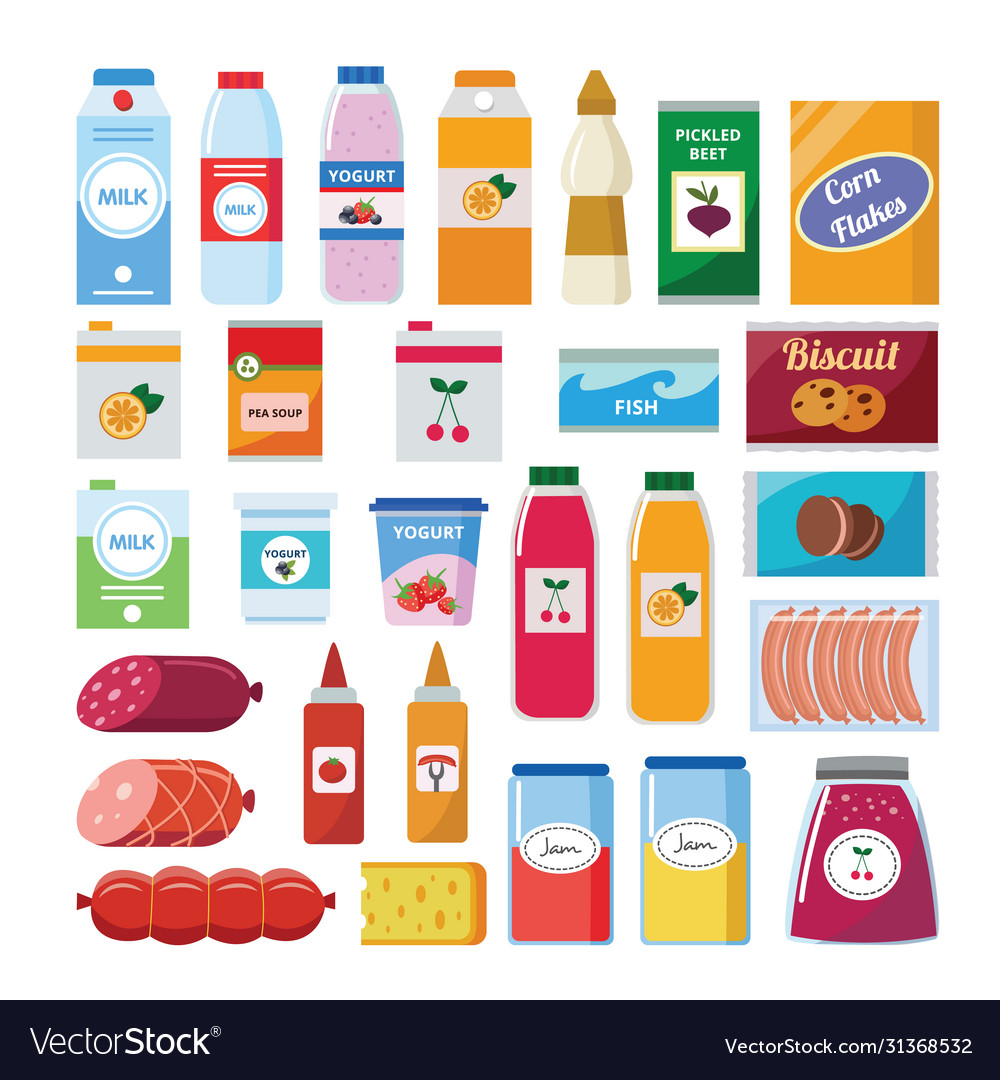 MILK
MILK
YOGURT
PICKLED
BEET
Corn
Flakes
PEA SOUP
FISH
Biscuit
MILK
YOGURT
YOGURT
Jam
Jam
VectorStock®
VectorStock.com/31368532